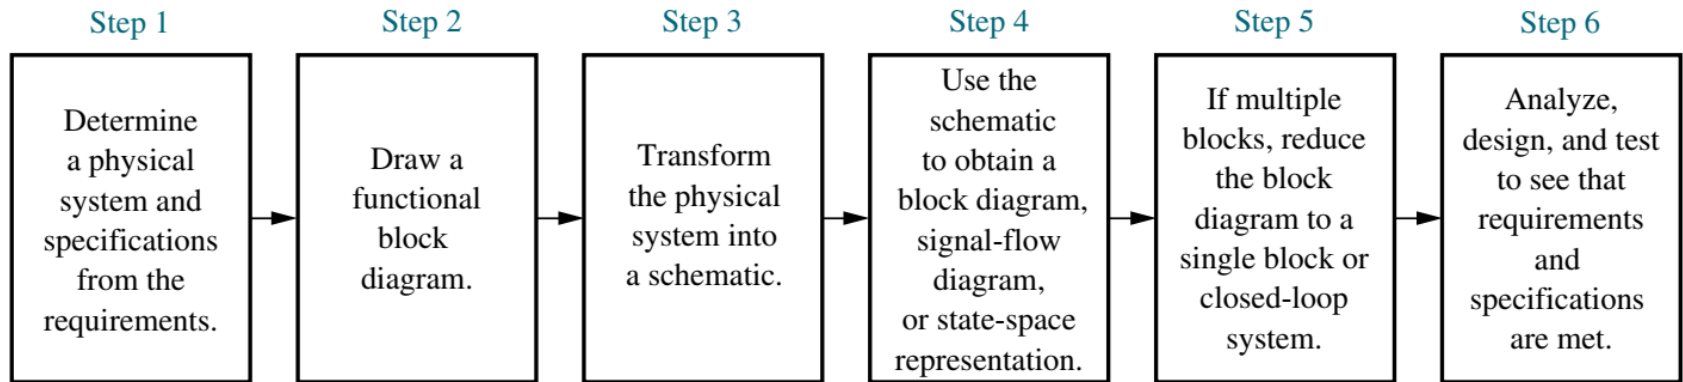 Step 1
Determine
a physical
system and
specifications
from the
requirements.
Step 2
Draw a
functional
block
diagram.
Step 3
Transform
the physical
system into
a schematic.
Step 4
Use the
schematic
to obtain a
block diagram,
signal-flow
diagram,
or state-space
representation.
Step 5
If multiple
blocks, reduce
the block
diagram to a
single block or
closed-loop
system.
Step 6
Analyze,
design, and test
to see that
requirements
and
specifications
are met.